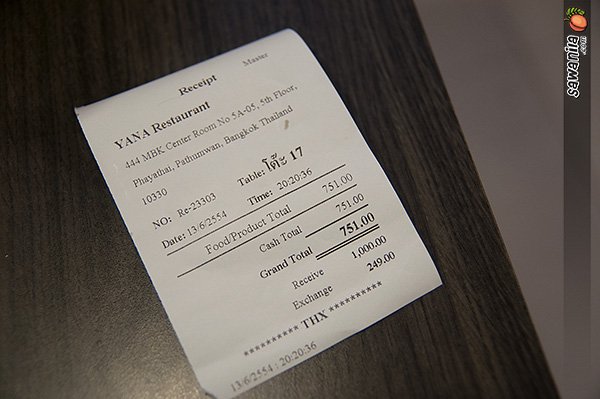 Receipt
Master
YANA Restaurant
444 MBK Center Room No 5A-05, 5th Floor,
Phayathai, Pathumwan, Bangkok Thailand
10330
Table: โต๊ะ 17
NO: Re-23303
Date: 13/6/2554 Time: 20:20:36
Food/Product Total 751.00
Cash Total 751.00
Grand Total 751.00
Receive 1,000.00
Exchange 249.00
********** THX **********
13/6/2554 : 20:20:36
sawanija
.com